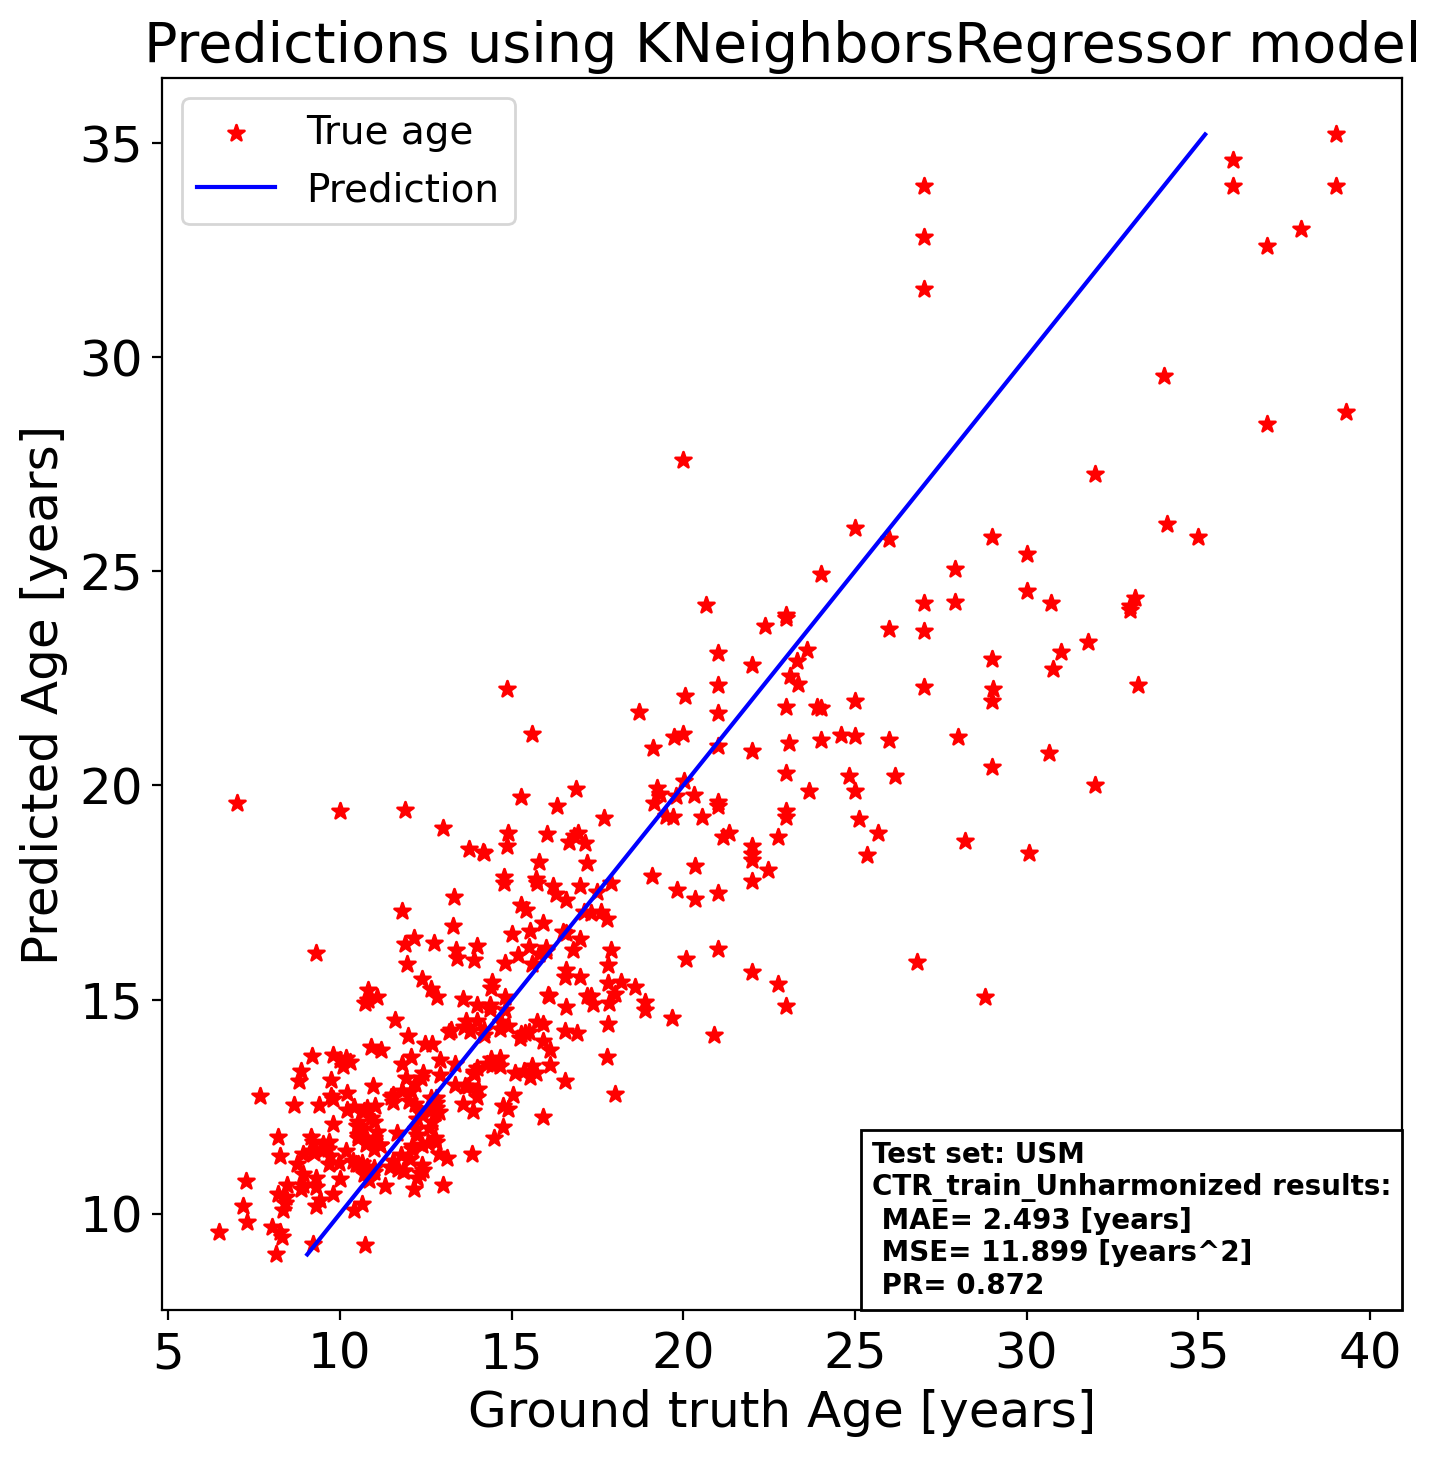 Predictions using KNeighborsRegressor model
True age
Prediction
35
30
25
20
15
10
Predicted Age [years]
Test set: USM
CTR_train_Unharmonized results:
MAE= 2.493 [years]
MSE= 11.899 [years^2]
PR= 0.872
5 10 15 20 25 30 35 40
Ground truth Age [years]